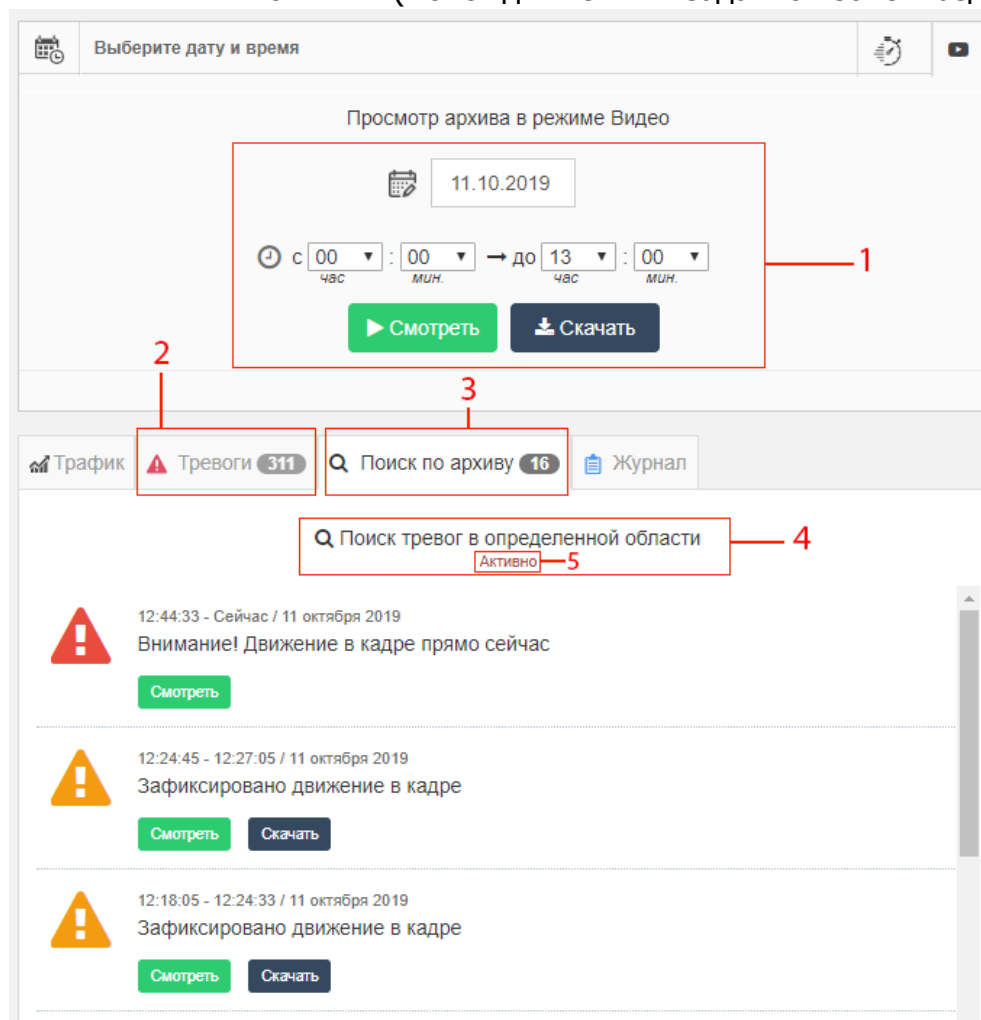 Выберите дату и время
Просмотр архива в режиме Видео
11.10.2019
с 00 : 00 → до 13 : 00
час мин. час мин.
1
Смотреть Скачать
2
3
Трафик Тревоги 311 Поиск по архиву 16 Журнал
Поиск тревог в определенной области
4
Активно
5
12:44:33 - Сейчас / 11 октября 2019
Внимание! Движение в кадре прямо сейчас
Смотреть
12:24:45 - 12:27:05 / 11 октября 2019
Зафиксировано движение в кадре
Смотреть Скачать
12:18:05 - 12:24:33 / 11 октября 2019
Зафиксировано движение в кадре
Смотреть Скачать